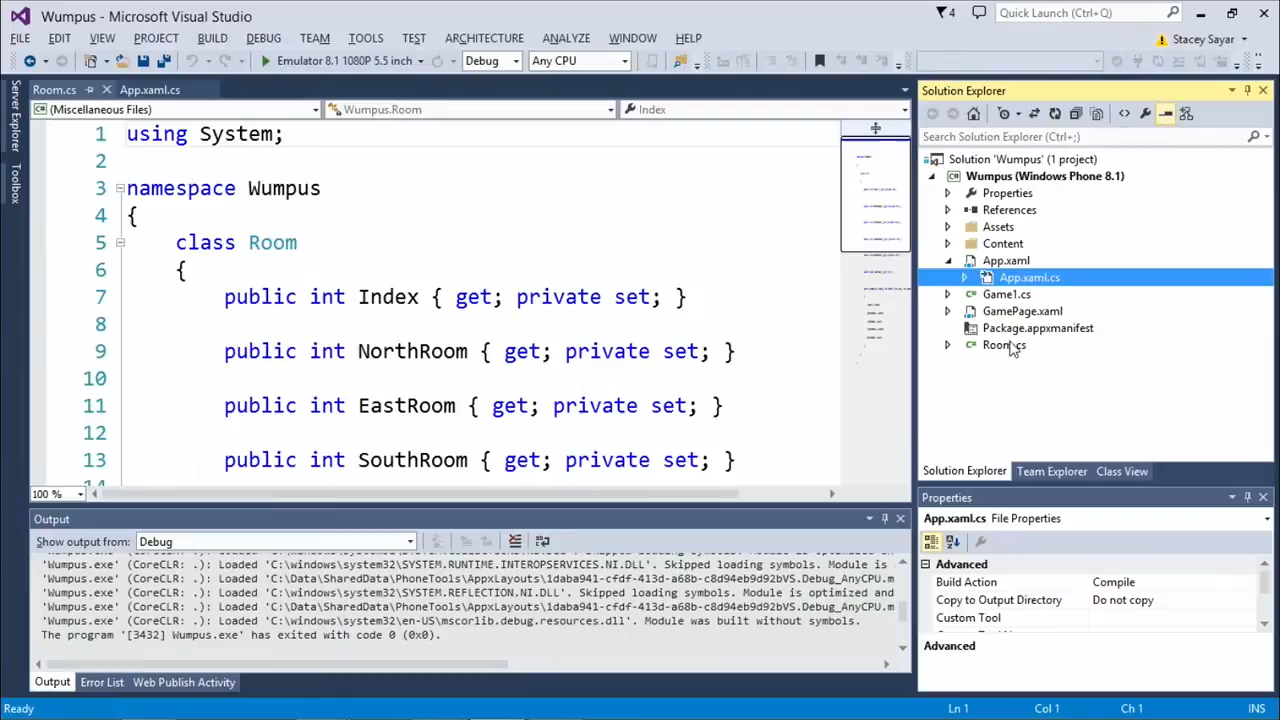 Wumpus - Microsoft Visual Studio
4
Quick Launch (Ctrl+Q)
FILE EDIT VIEW PROJECT BUILD DEBUG TEAM TOOLS TEST ARCHITECTURE ANALYZE WINDOW HELP
Stacey Sayar
Emulator 8.1 1080P 5.5 inch
Debug
Any CPU
Server Explorer
Toolbox
Room.cs
App.xaml.cs
(Miscellaneous Files)
Wumpus.Room
Index
1 using System;
2
3 namespace Wumpus
4 {
5 class Room
6 {
7 public int Index { get; private set; }
8
9 public int NorthRoom { get; private set; }
10
11 public int EastRoom { get; private set; }
12
13 public int SouthRoom { get; private set; }
100 %
Output
Show output from: Debug
'Wumpus.exe' (CoreCLR: .): Loaded 'C:\windows\system32\SYSTEM.RUNTIME.INTEROPSERVICES.NI.DLL'. Skipped loading symbols. Module is
'Wumpus.exe' (CoreCLR: .): Loaded 'C:\Data\SharedData\PhoneTools\AppxLayouts\1daba941-cfdf-413d-a68b-c8d94eb9d92bVS.Debug_AnyCPU.m
'Wumpus.exe' (CoreCLR: .): Loaded 'C:\windows\system32\SYSTEM.REFLECTION.NI.DLL'. Skipped loading symbols. Module was optimized and
'Wumpus.exe' (CoreCLR: .): Loaded 'C:\Data\SharedData\PhoneTools\AppxLayouts\1daba941-cfdf-413d-a68b-c8d94eb9d92bVS.Debug_AnyCPU.m
'Wumpus.exe' (CoreCLR: .): Loaded 'C:\windows\system32\en-US\mscorlib.debug.resources.dll'. Module was built without symbols.
The program '[3432] Wumpus.exe' has exited with code 0 (0x0).
Output
Error List
Web Publish Activity
Solution Explorer
Search Solution Explorer (Ctrl+;)
Solution 'Wumpus' (1 project)
Wumpus (Windows Phone 8.1)
Properties
References
Assets
Content
App.xaml
App.xaml.cs
Game1.cs
GamePage.xaml
Package.appxmanifest
Room.cs
Solution Explorer
Team Explorer
Class View
Properties
App.xaml.cs File Properties
Advanced
Build Action Compile
Copy to Output Directory Do not copy
Custom Tool
Advanced
Ready
Ln 1
Col 1
Ch 1
INS